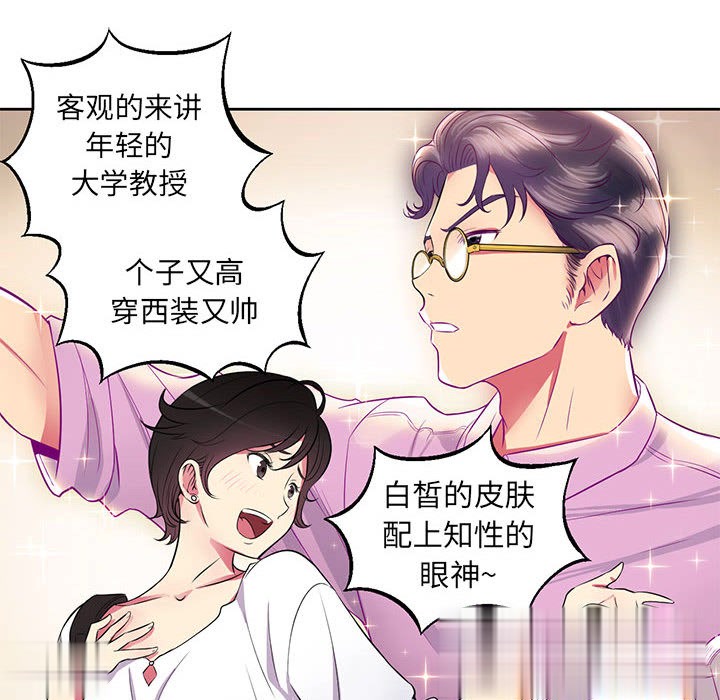 客观的来讲
年轻的
大学教授
个子又高
穿西装又帅
白皙的皮肤
配上知性的
眼神~